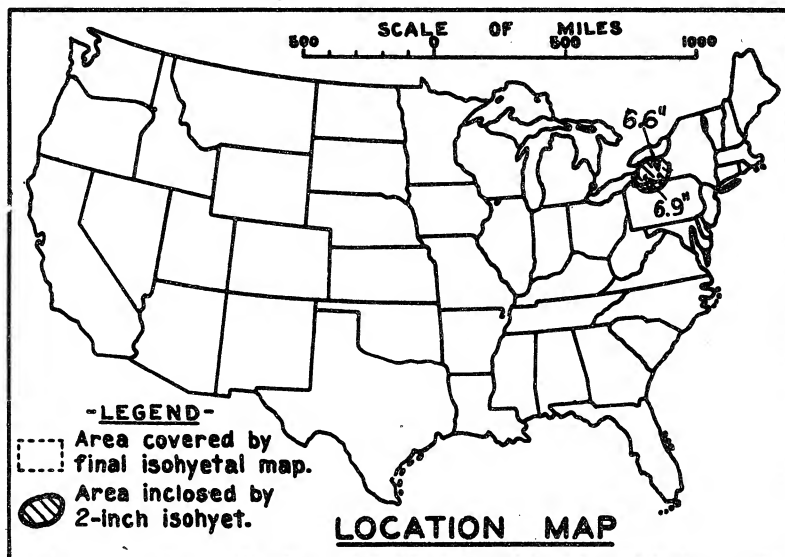 SCALE OF MILES
500 0 500 1000
6.6"
6.9"
-LEGEND-
Area covered by
final isohyetal map.
Area inclosed by
2-inch isohyet.
LOCATION MAP